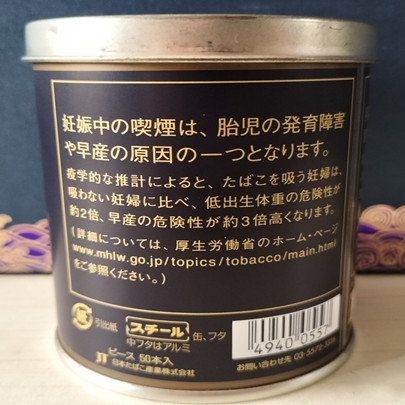 妊娠中の喫煙は、胎児の発育障害
や早産の原因の一つとなります。
疫学的な推計によると、たばこを吸う妊婦は、
吸わない妊婦に比べ、低出生体重の危険性が
約2倍、早産の危険性が約3倍高くなります。
(詳細については、厚生労働省のホーム・ページ
www.mhlw.go.jp/topics/tobacco/main.html
をご参照ください。)
紙
引出紙
スチール 缶、フタ
中フタはアルミ
ピース 50本入
JT 日本たばこ産業株式会社
4940 0557
お問い合わせ先